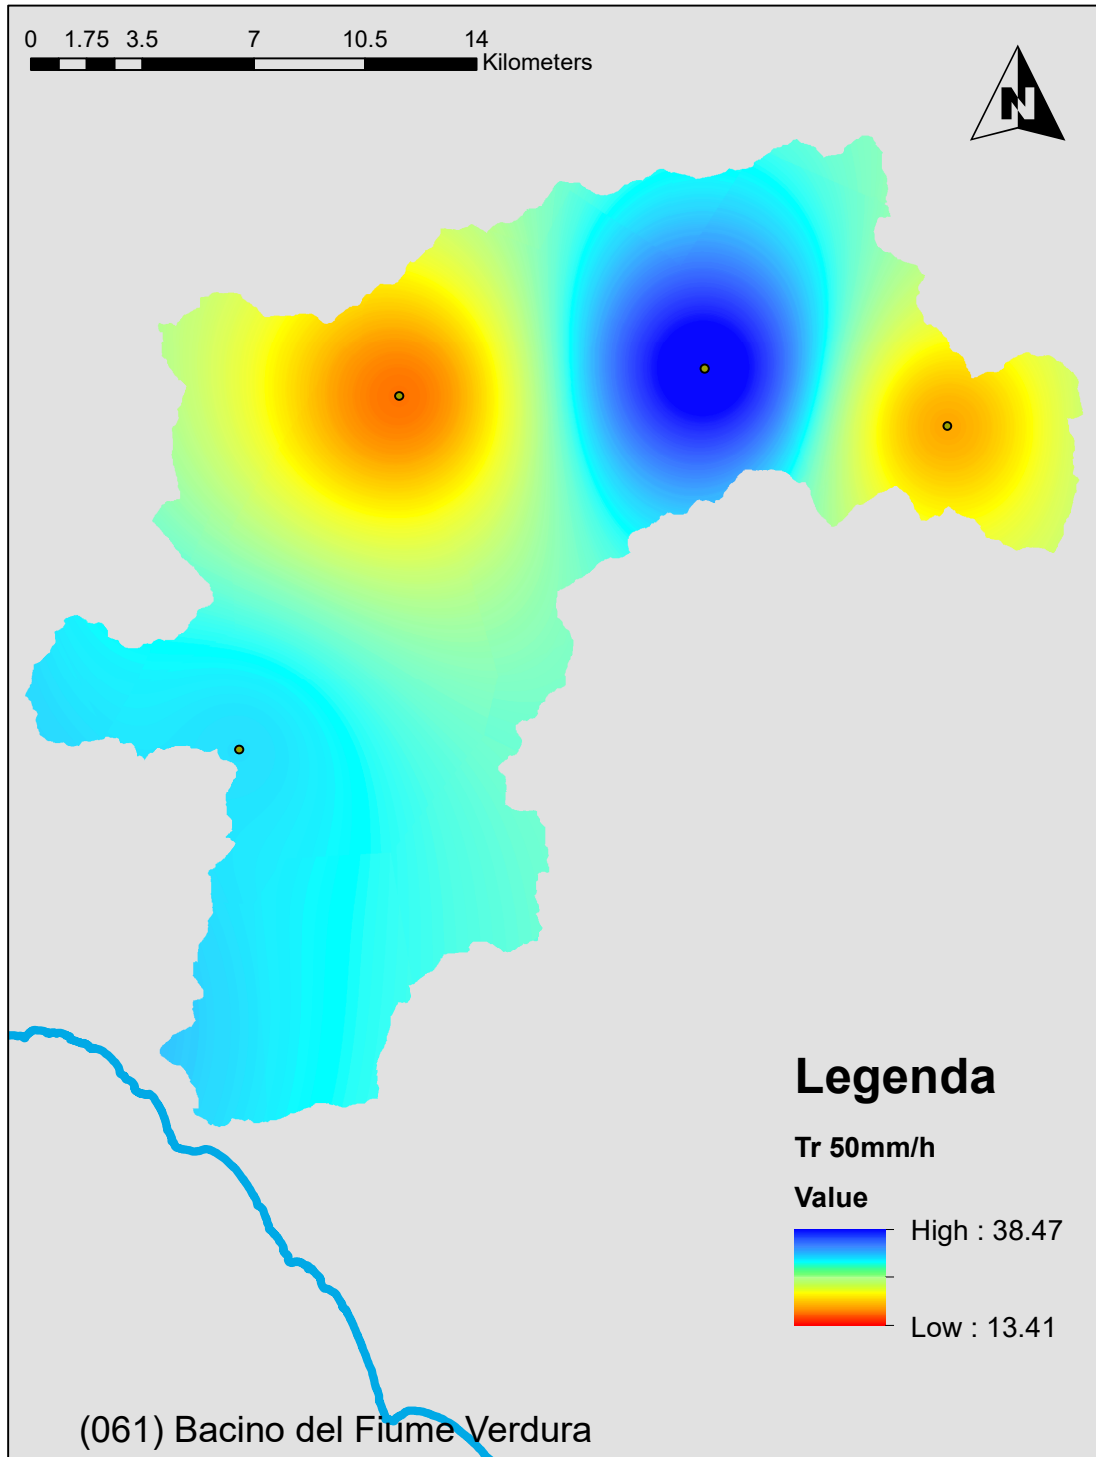 0 1.75 3.5 7 10.5 14
Kilometers
N
Legenda
Tr 50mm/h
Value
High : 38.47
Low : 13.41
(061) Bacino del Fiume Verdura